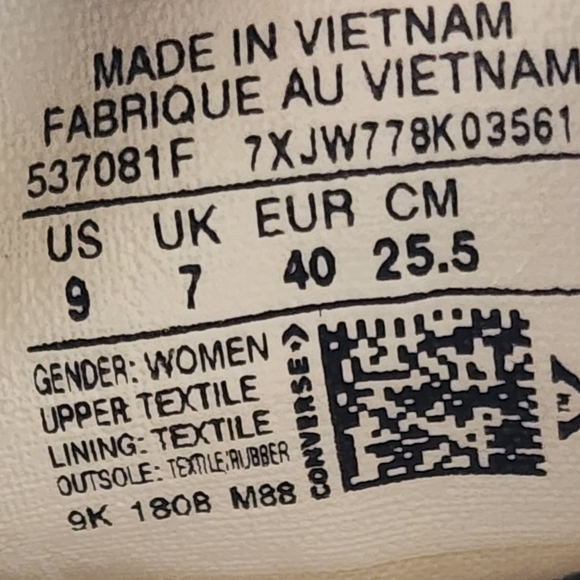 MADE IN VIETNAM
FABRIQUE AU VIETNAM
537081F 7XJW778K03561
US UK EUR CM
9 7 40 25.5
GENDER: WOMEN
UPPER TEXTILE
LINING: TEXTILE
OUTSOLE: TEXTILE/RUBBER
9K 1808 M88
CONVERSE
TM